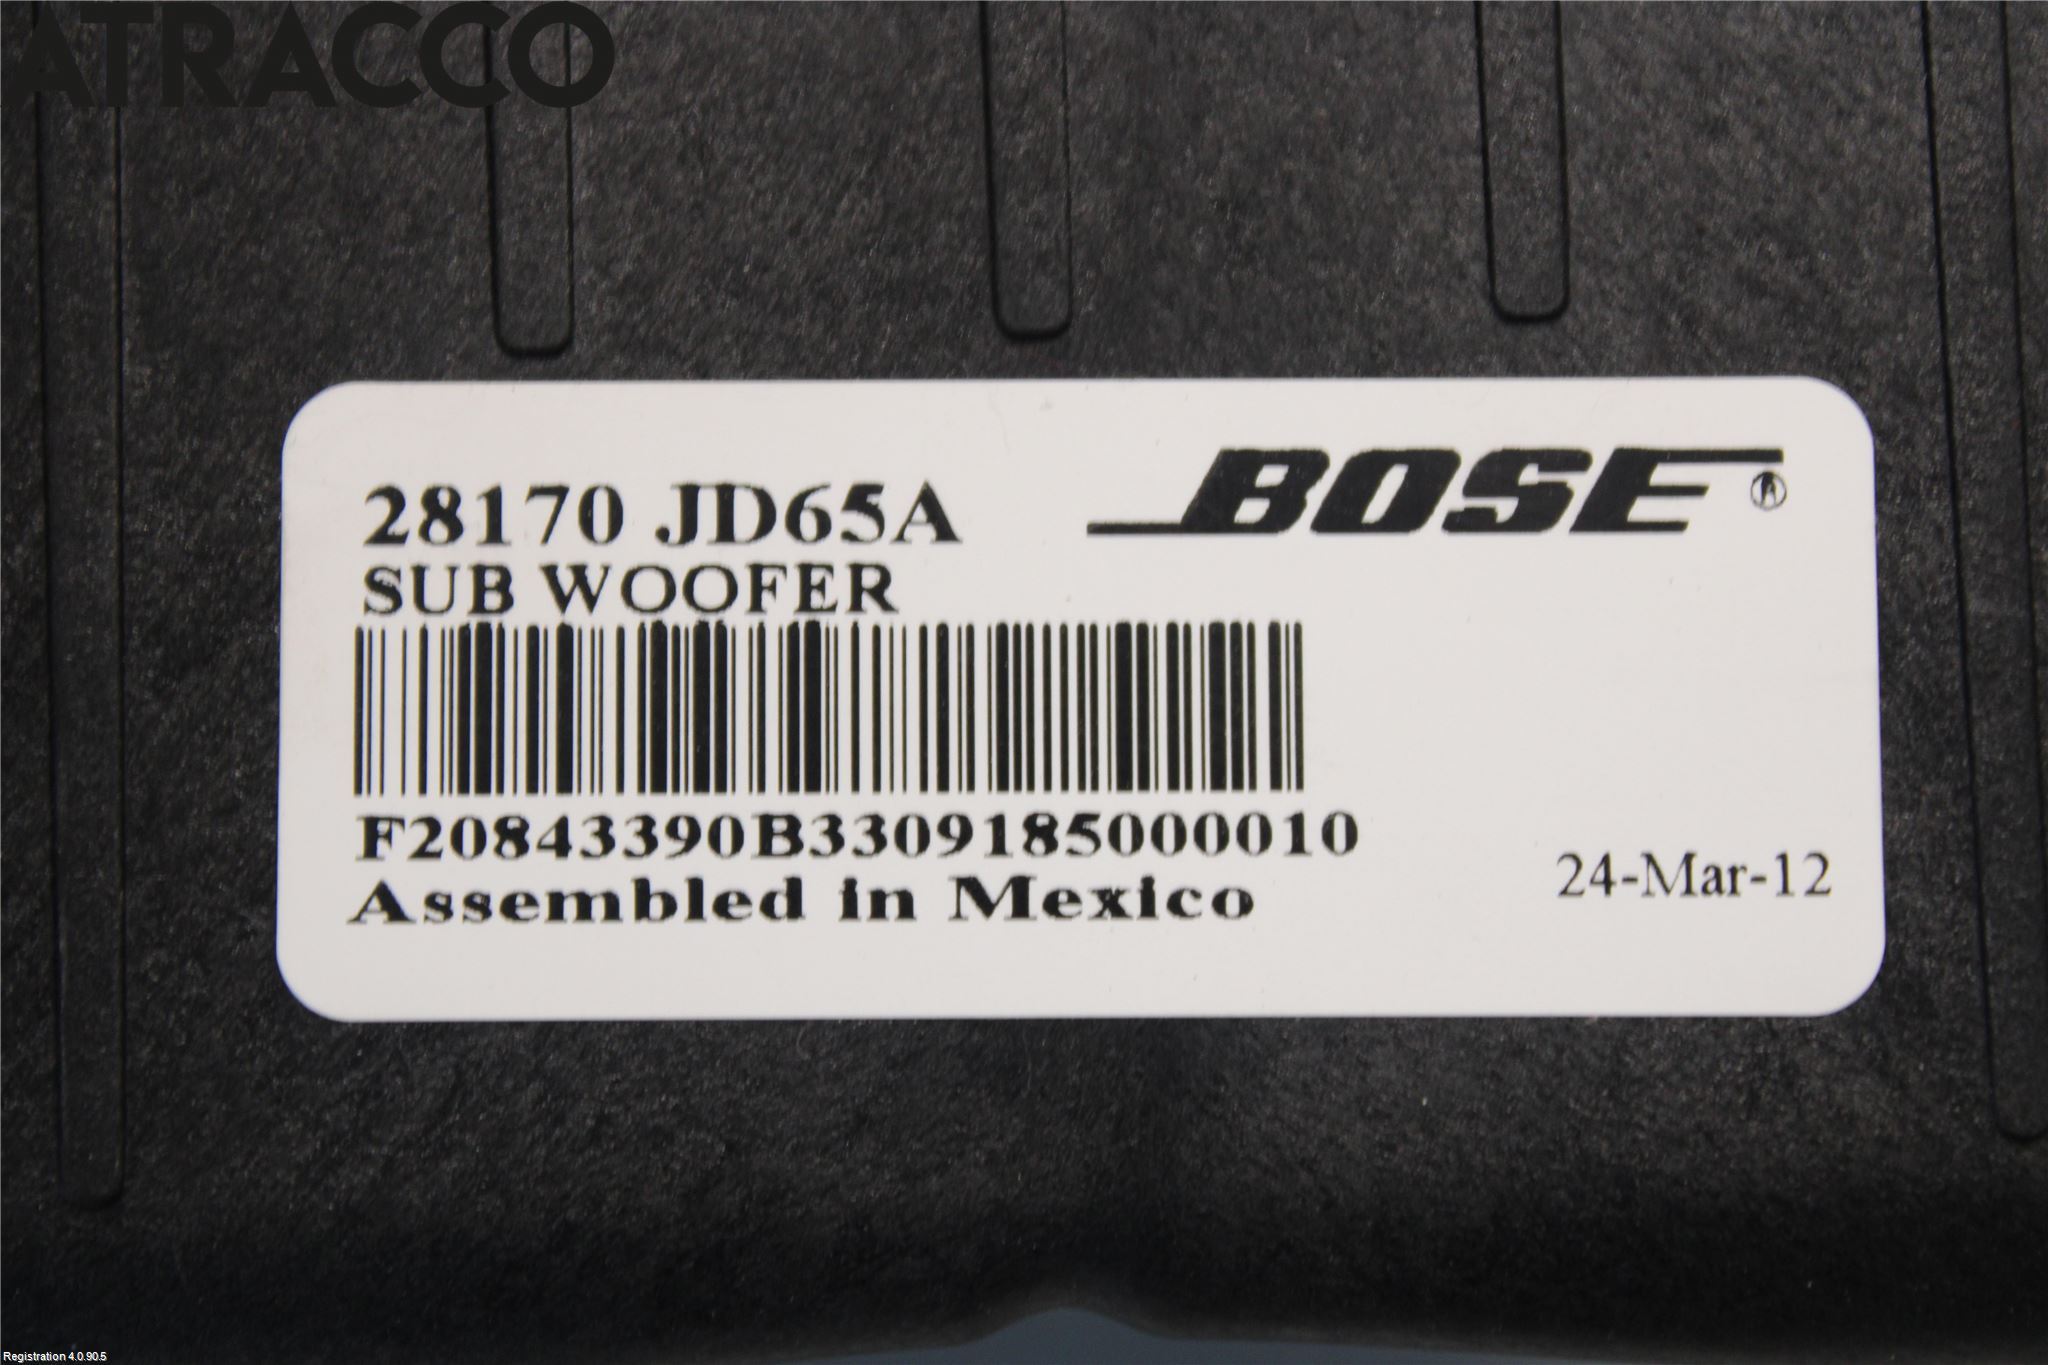 ATRACCO
28170 JD65A
BOSE®
SUB WOOFER
F20843390B3309185000010
Assembled in Mexico
24-Mar-12
Registration 4.0.90.5